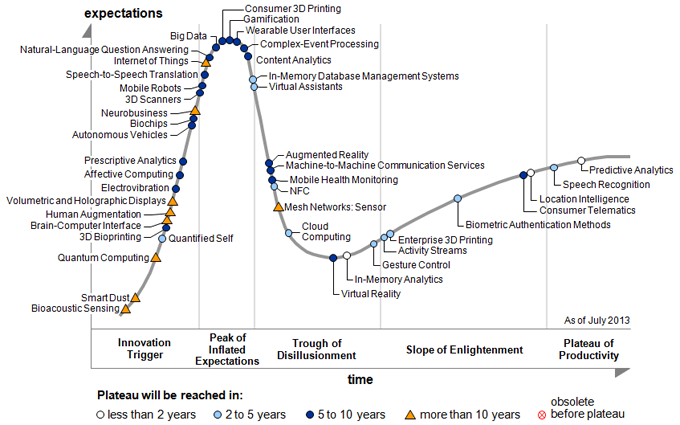 expectations
Consumer 3D Printing
Gamification
Wearable User Interfaces
Big Data
Complex-Event Processing
Natural-Language Question Answering
Content Analytics
Internet of Things
Speech-to-Speech Translation
In-Memory Database Management Systems
Virtual Assistants
Mobile Robots
3D Scanners
Neurobusiness
Biochips
Autonomous Vehicles
Augmented Reality
Prescriptive Analytics
Machine-to-Machine Communication Services
Affective Computing
Mobile Health Monitoring
Electrovibration
NFC
Volumetric and Holographic Displays
Mesh Networks: Sensor
Human Augmentation
Brain-Computer Interface
3D Bioprinting
Quantified Self
Cloud
Computing
Quantum Computing
Smart Dust
Bioacoustic Sensing
Predictive Analytics
Speech Recognition
Location Intelligence
Consumer Telematics
Biometric Authentication Methods
Enterprise 3D Printing
Activity Streams
Gesture Control
In-Memory Analytics
Virtual Reality
As of July 2013
Innovation
Trigger
Peak of
Inflated
Expectations
Trough of
Disillusionment
Slope of Enlightenment
Plateau of
Productivity
time
Plateau will be reached in:
less than 2 years
2 to 5 years
5 to 10 years
more than 10 years
obsolete
before plateau